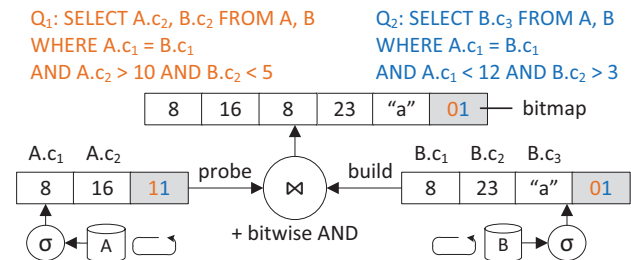 Q₁: SELECT A.c₂, B.c₂ FROM A, B
WHERE A.c₁ = B.c₁
AND A.c₂ > 10 AND B.c₂ < 5
Q₂: SELECT B.c₃ FROM A, B
WHERE A.c₁ = B.c₁
AND A.c₁ < 12 AND B.c₂ > 3
8 16 8 23 "a" 01 bitmap
A.c₁ A.c₂
8 16 11
probe
⋈
build
B.c₁ B.c₂ B.c₃
8 23 "a" 01
+ bitwise AND
σ A
B σ